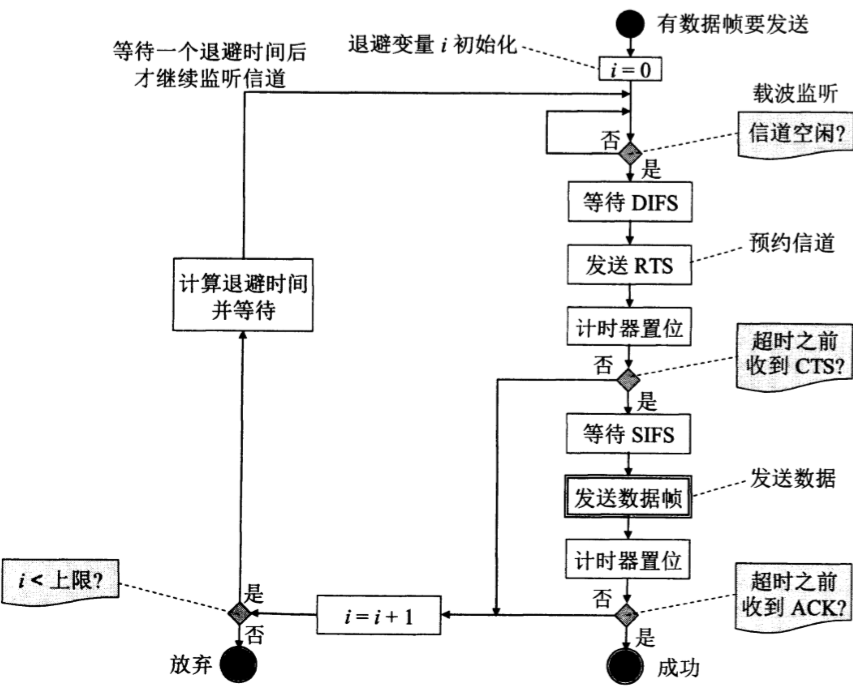 有数据帧要发送
退避变量 i 初始化
i = 0
等待一个退避时间后
才继续监听信道
载波监听
信道空闲?
否
是
等待 DIFS
预约信道
发送 RTS
计算退避时间
并等待
计时器置位
超时之前
收到 CTS?
否
是
等待 SIFS
发送数据
发送数据帧
计时器置位
i < 上限?
是
否
i = i + 1
超时之前
收到 ACK?
否
是
放弃
成功